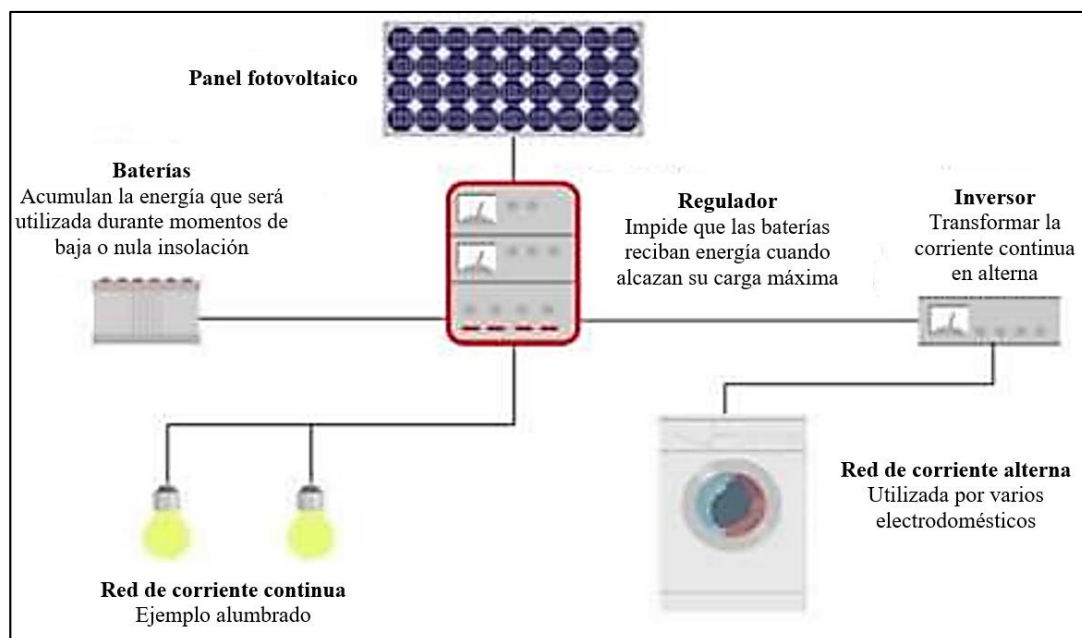 Panel fotovoltaico
Baterías
Acumulan la energía que será
utilizada durante momentos de
baja o nula insolación
Regulador
Impide que las baterías
reciban energía cuando
alcazan su carga máxima
Inversor
Transformar la
corriente continua
en alterna
Red de corriente alterna
Utilizada por varios
electrodomésticos
Red de corriente continua
Ejemplo alumbrado